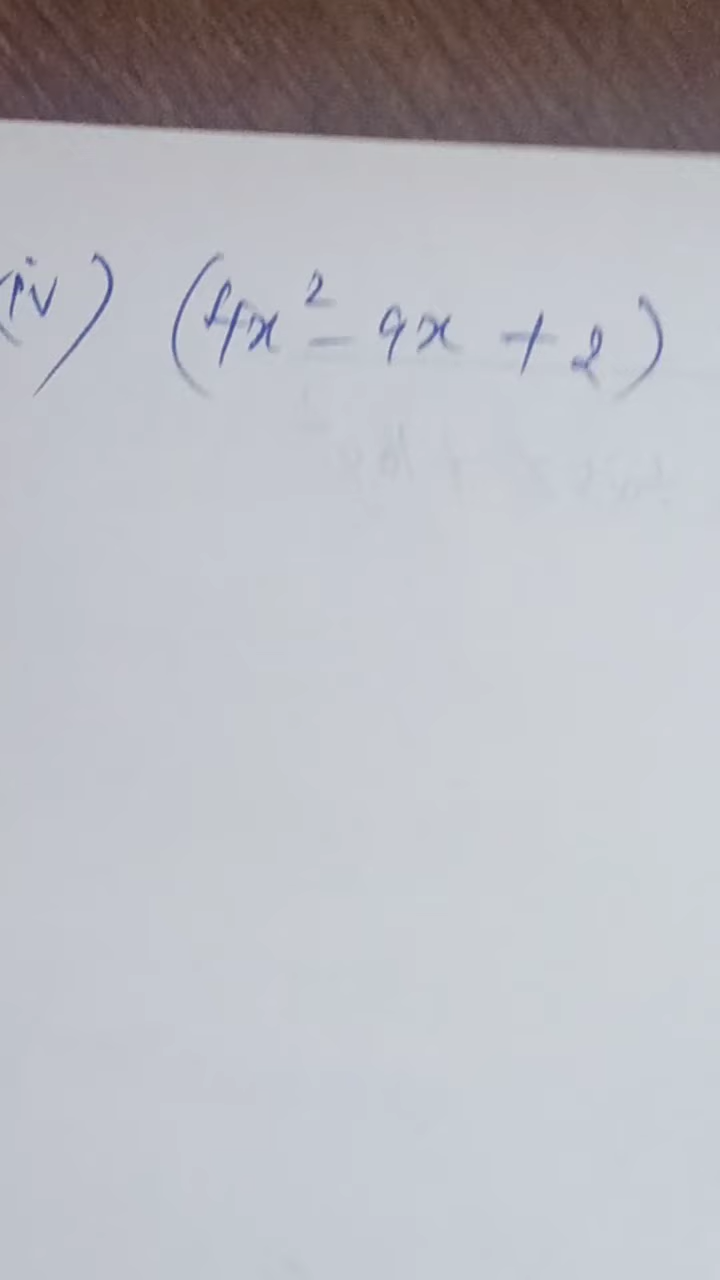 (iv) (4x² - 9x + 2)